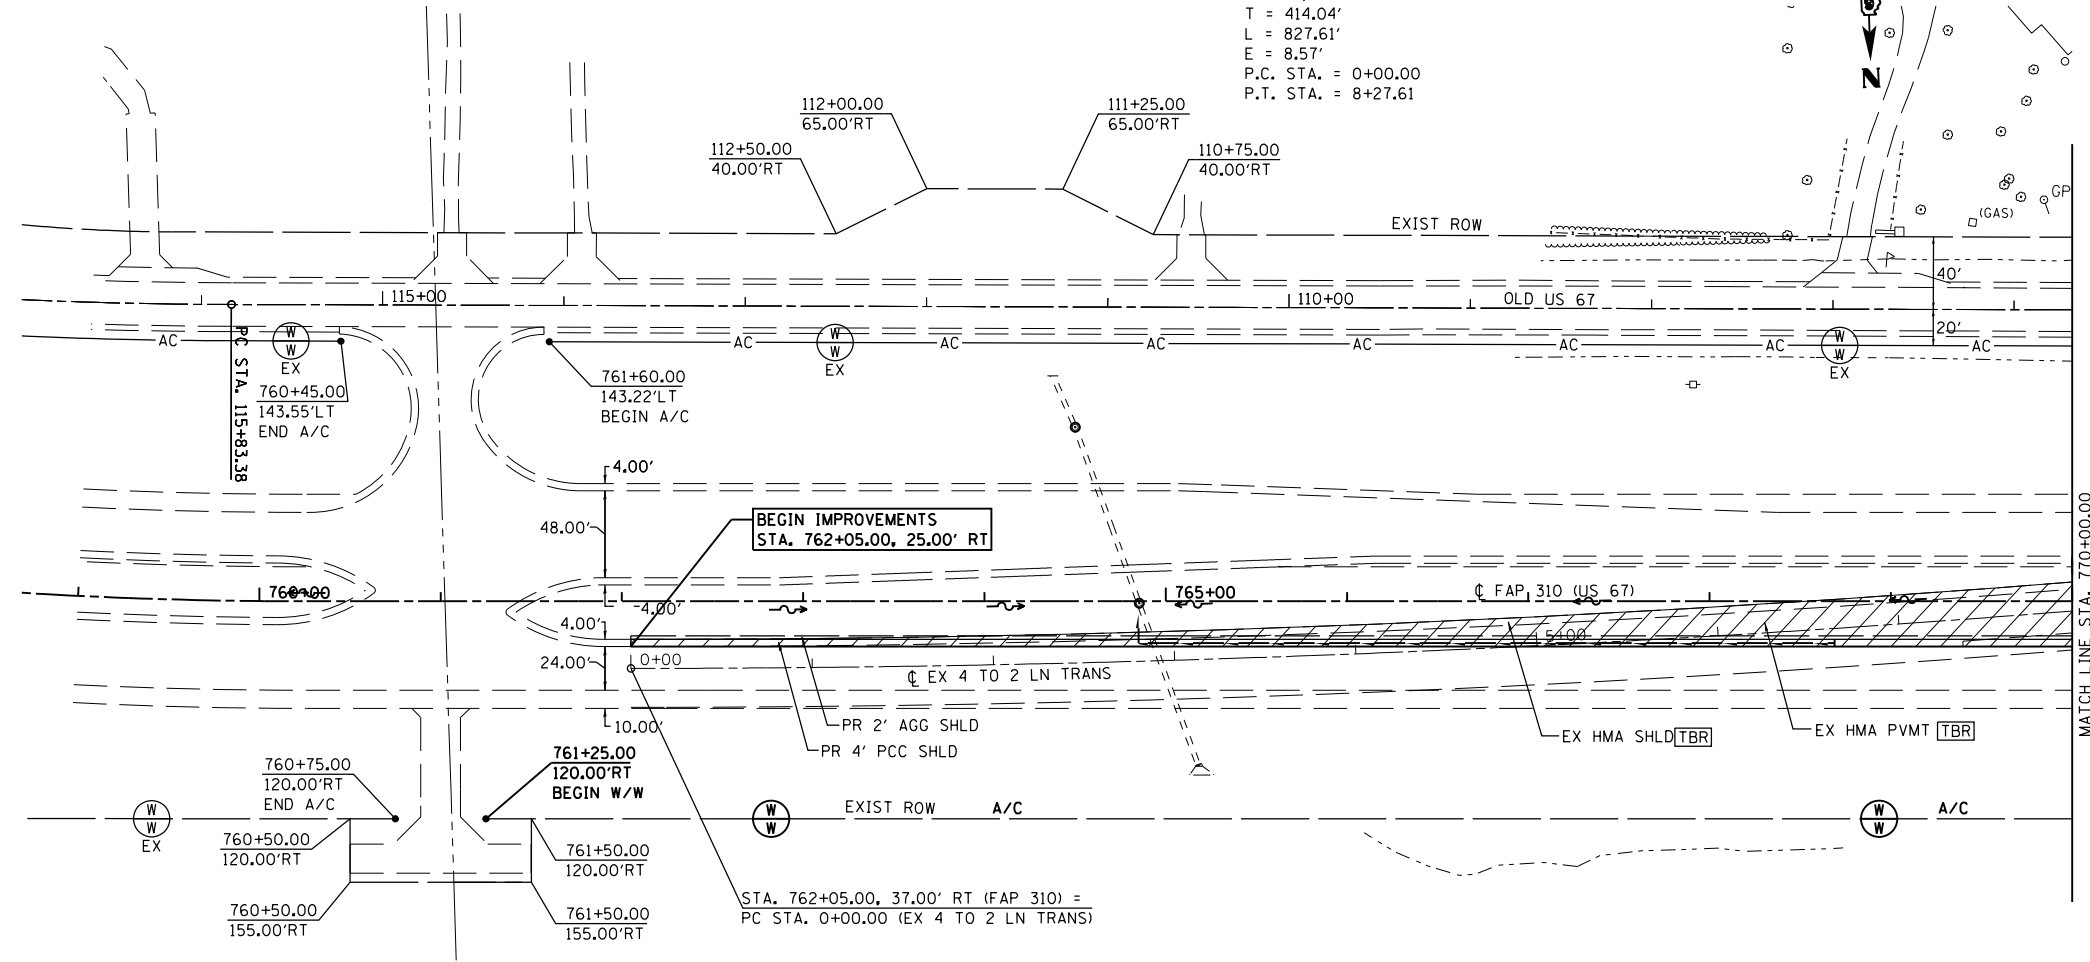 T = 414.04'
L = 827.61'
E = 8.57'
P.C. STA. = 0+00.00
P.T. STA. = 8+27.61
N
112+00.00
65.00'RT
111+25.00
65.00'RT
112+50.00
40.00'RT
110+75.00
40.00'RT
EXIST ROW
GP
(GAS)
40'
115+00
110+00
OLD US 67
20'
AC
W
W
EX
AC
W
W
EX
AC
AC
AC
AC
AC
W
W
EX
AC
PC STA. 115+83.38
760+45.00
143.55'LT
END A/C
761+60.00
143.22'LT
BEGIN A/C
4.00'
48.00'
BEGIN IMPROVEMENTS
STA. 762+05.00, 25.00' RT
760+00
4.00'
765+00
℄ FAP 310 (US 67)
4.00'
5+00
24.00'
0+00
℄ EX 4 TO 2 LN TRANS
10.00'
PR 2' AGG SHLD
PR 4' PCC SHLD
EX HMA SHLD TBR
EX HMA PVMT TBR
MATCH LINE STA. 770+00.00
760+75.00
120.00'RT
END A/C
761+25.00
120.00'RT
BEGIN W/W
W
W
EX
W
W
EXIST ROW
A/C
W
W
A/C
760+50.00
120.00'RT
761+50.00
120.00'RT
760+50.00
155.00'RT
761+50.00
155.00'RT
STA. 762+05.00, 37.00' RT (FAP 310) =
PC STA. 0+00.00 (EX 4 TO 2 LN TRANS)